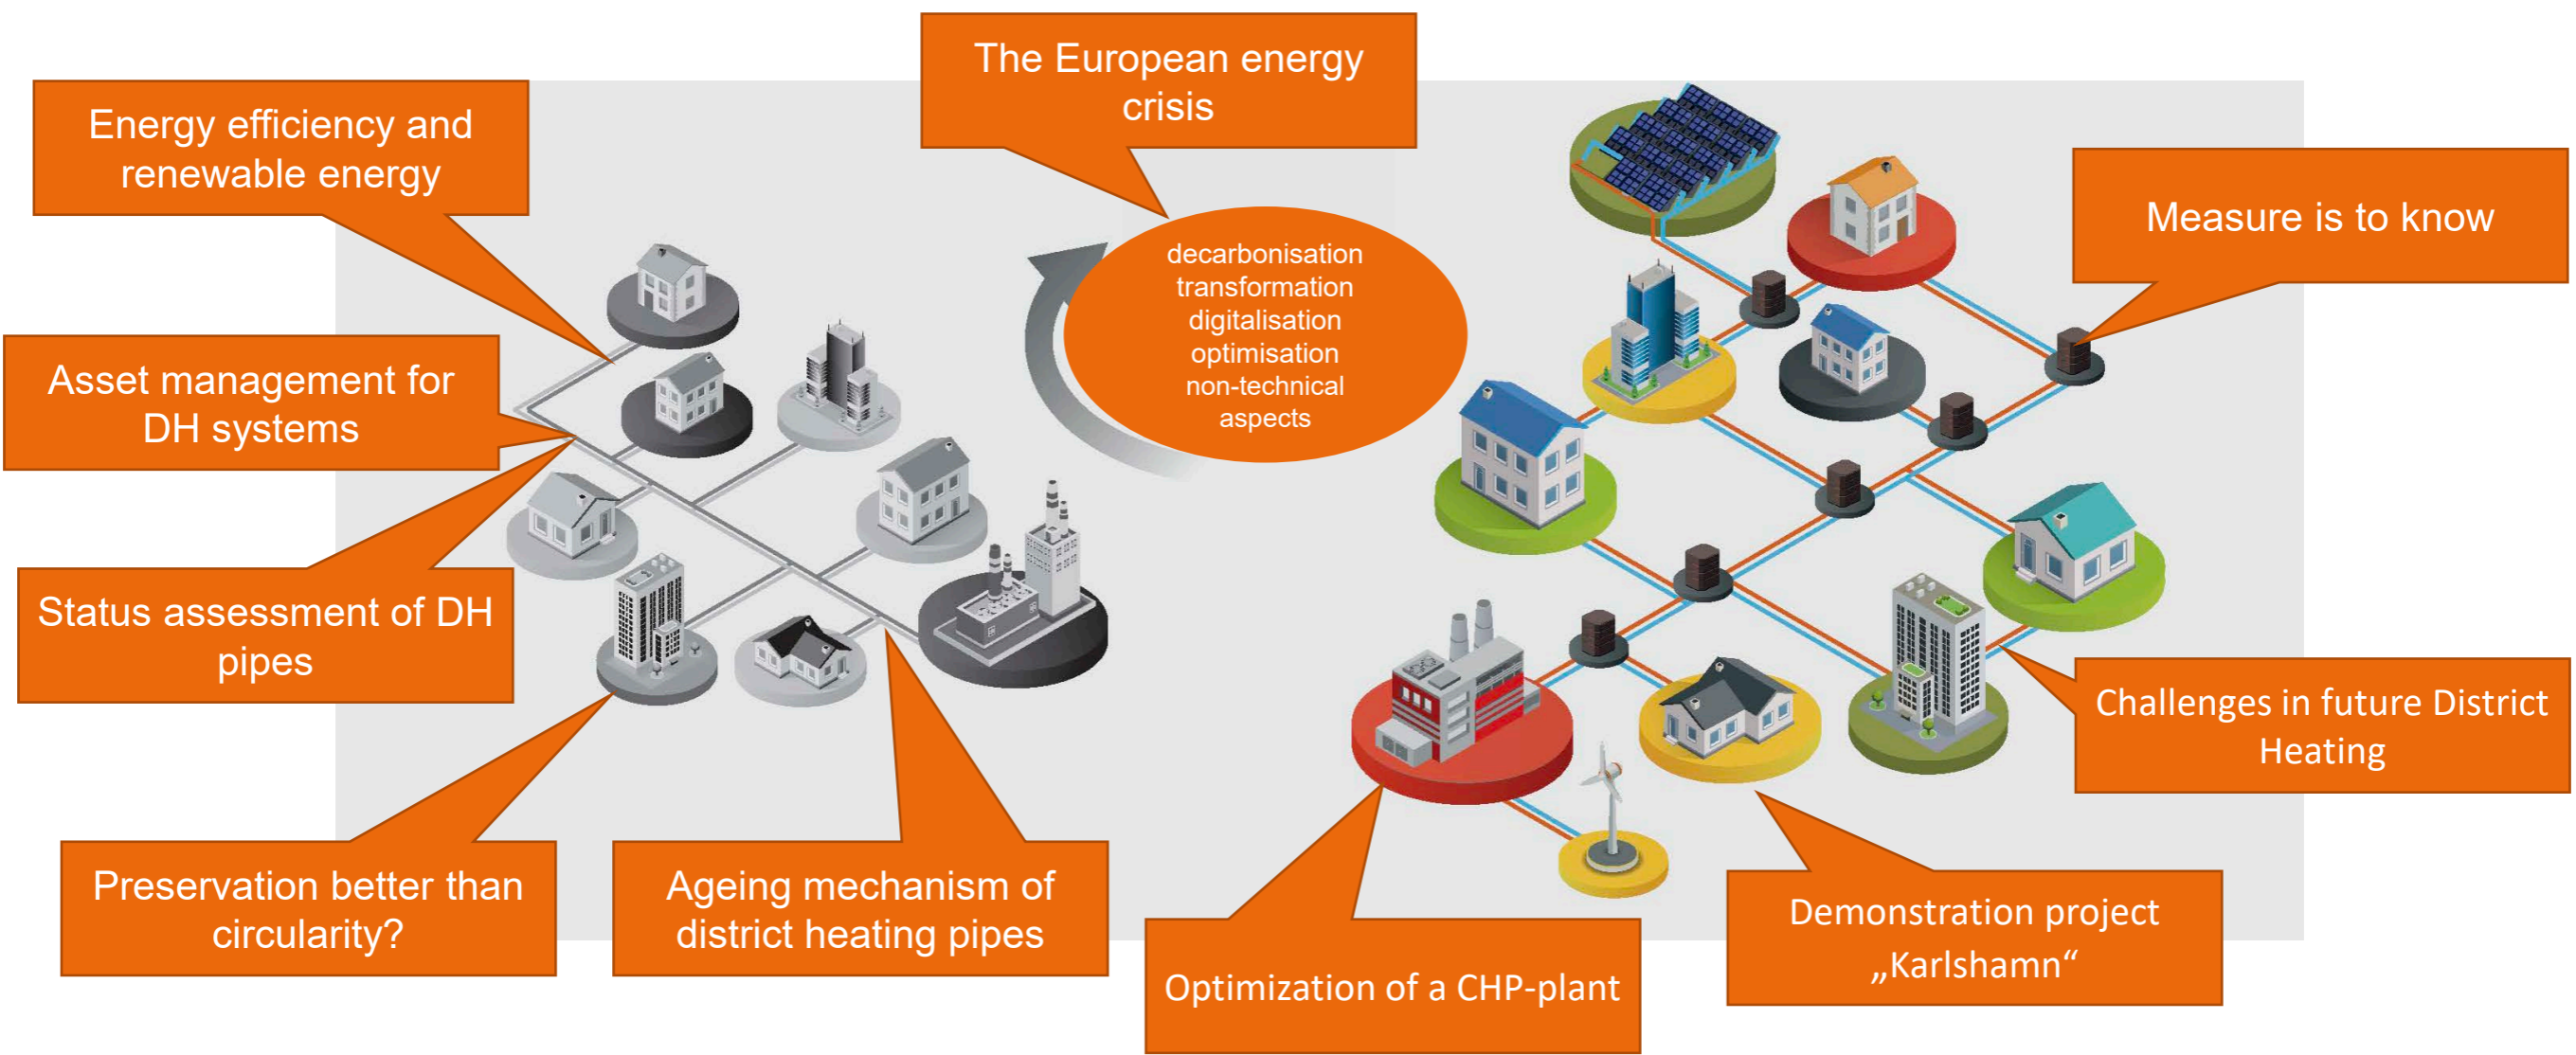 The European energy
crisis
Energy efficiency and
renewable energy
Measure is to know
decarbonisation
transformation
digitalisation
optimisation
non-technical
aspects
Asset management for
DH systems
Status assessment of DH
pipes
Challenges in future District
Heating
Preservation better than
circularity?
Ageing mechanism of
district heating pipes
Optimization of a CHP-plant
Demonstration project
„Karlshamn“